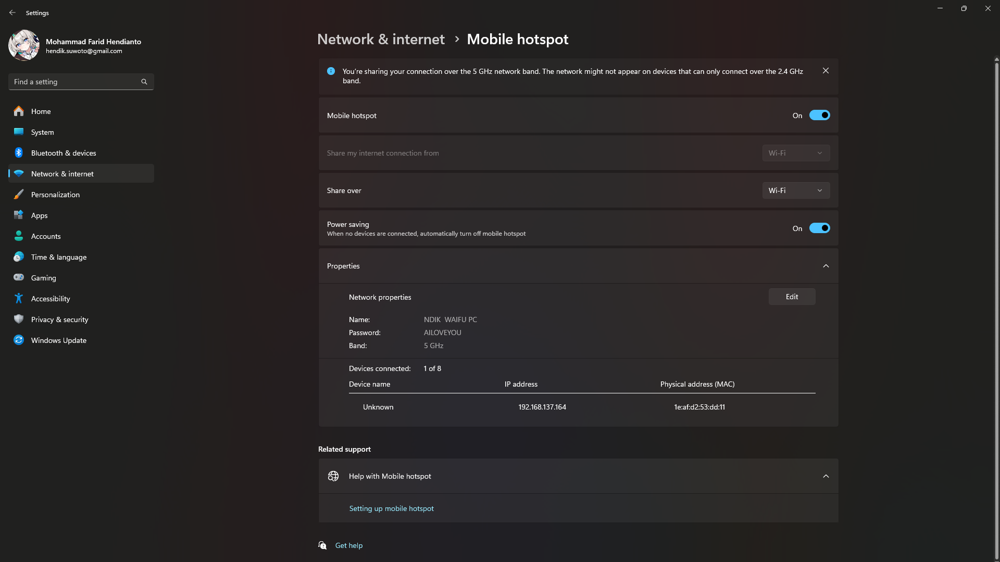 Settings
Mohammad Farid Hendianto
hendik.suwoto@gmail.com
Find a setting
Home
System
Bluetooth & devices
Network & internet
Personalization
Apps
Accounts
Time & language
Gaming
Accessibility
Privacy & security
Windows Update
Network & internet › Mobile hotspot
You're sharing your connection over the 5 GHz network band. The network might not appear on devices that can only connect over the 2.4 GHz
band.
Mobile hotspot On
Share my internet connection from Wi-Fi
Share over Wi-Fi
Power saving
When no devices are connected, automatically turn off mobile hotspot
On
Properties
Network properties Edit
Name: NDIK  WAIFU PC
Password: AILOVEYOU
Band: 5 GHz
Devices connected: 1 of 8
Device name IP address Physical address (MAC)
Unknown 192.168.137.164 1e:af:d2:53:dd:11
Related support
Help with Mobile hotspot
Setting up mobile hotspot
Get help